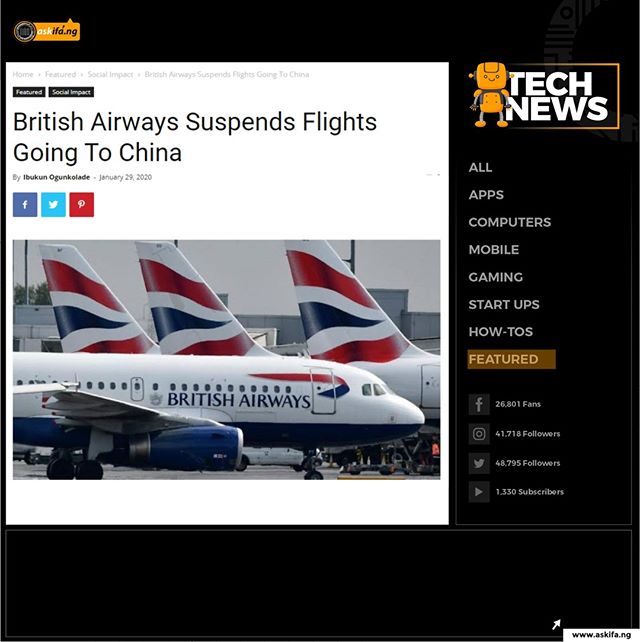 askifa.ng
Home › Featured › Social Impact › British Airways Suspends Flights Going To China
Featured Social Impact
British Airways Suspends Flights
Going To China
By Ibukun Ogunkolade - January 29, 2020
BRITISH AIRWAYS
TECH
NEWS
ALL
APPS
COMPUTERS
MOBILE
GAMING
START UPS
HOW-TOS
FEATURED
26,801 Fans
41,718 Followers
48,795 Followers
1,330 Subscribers
www.askifa.ng